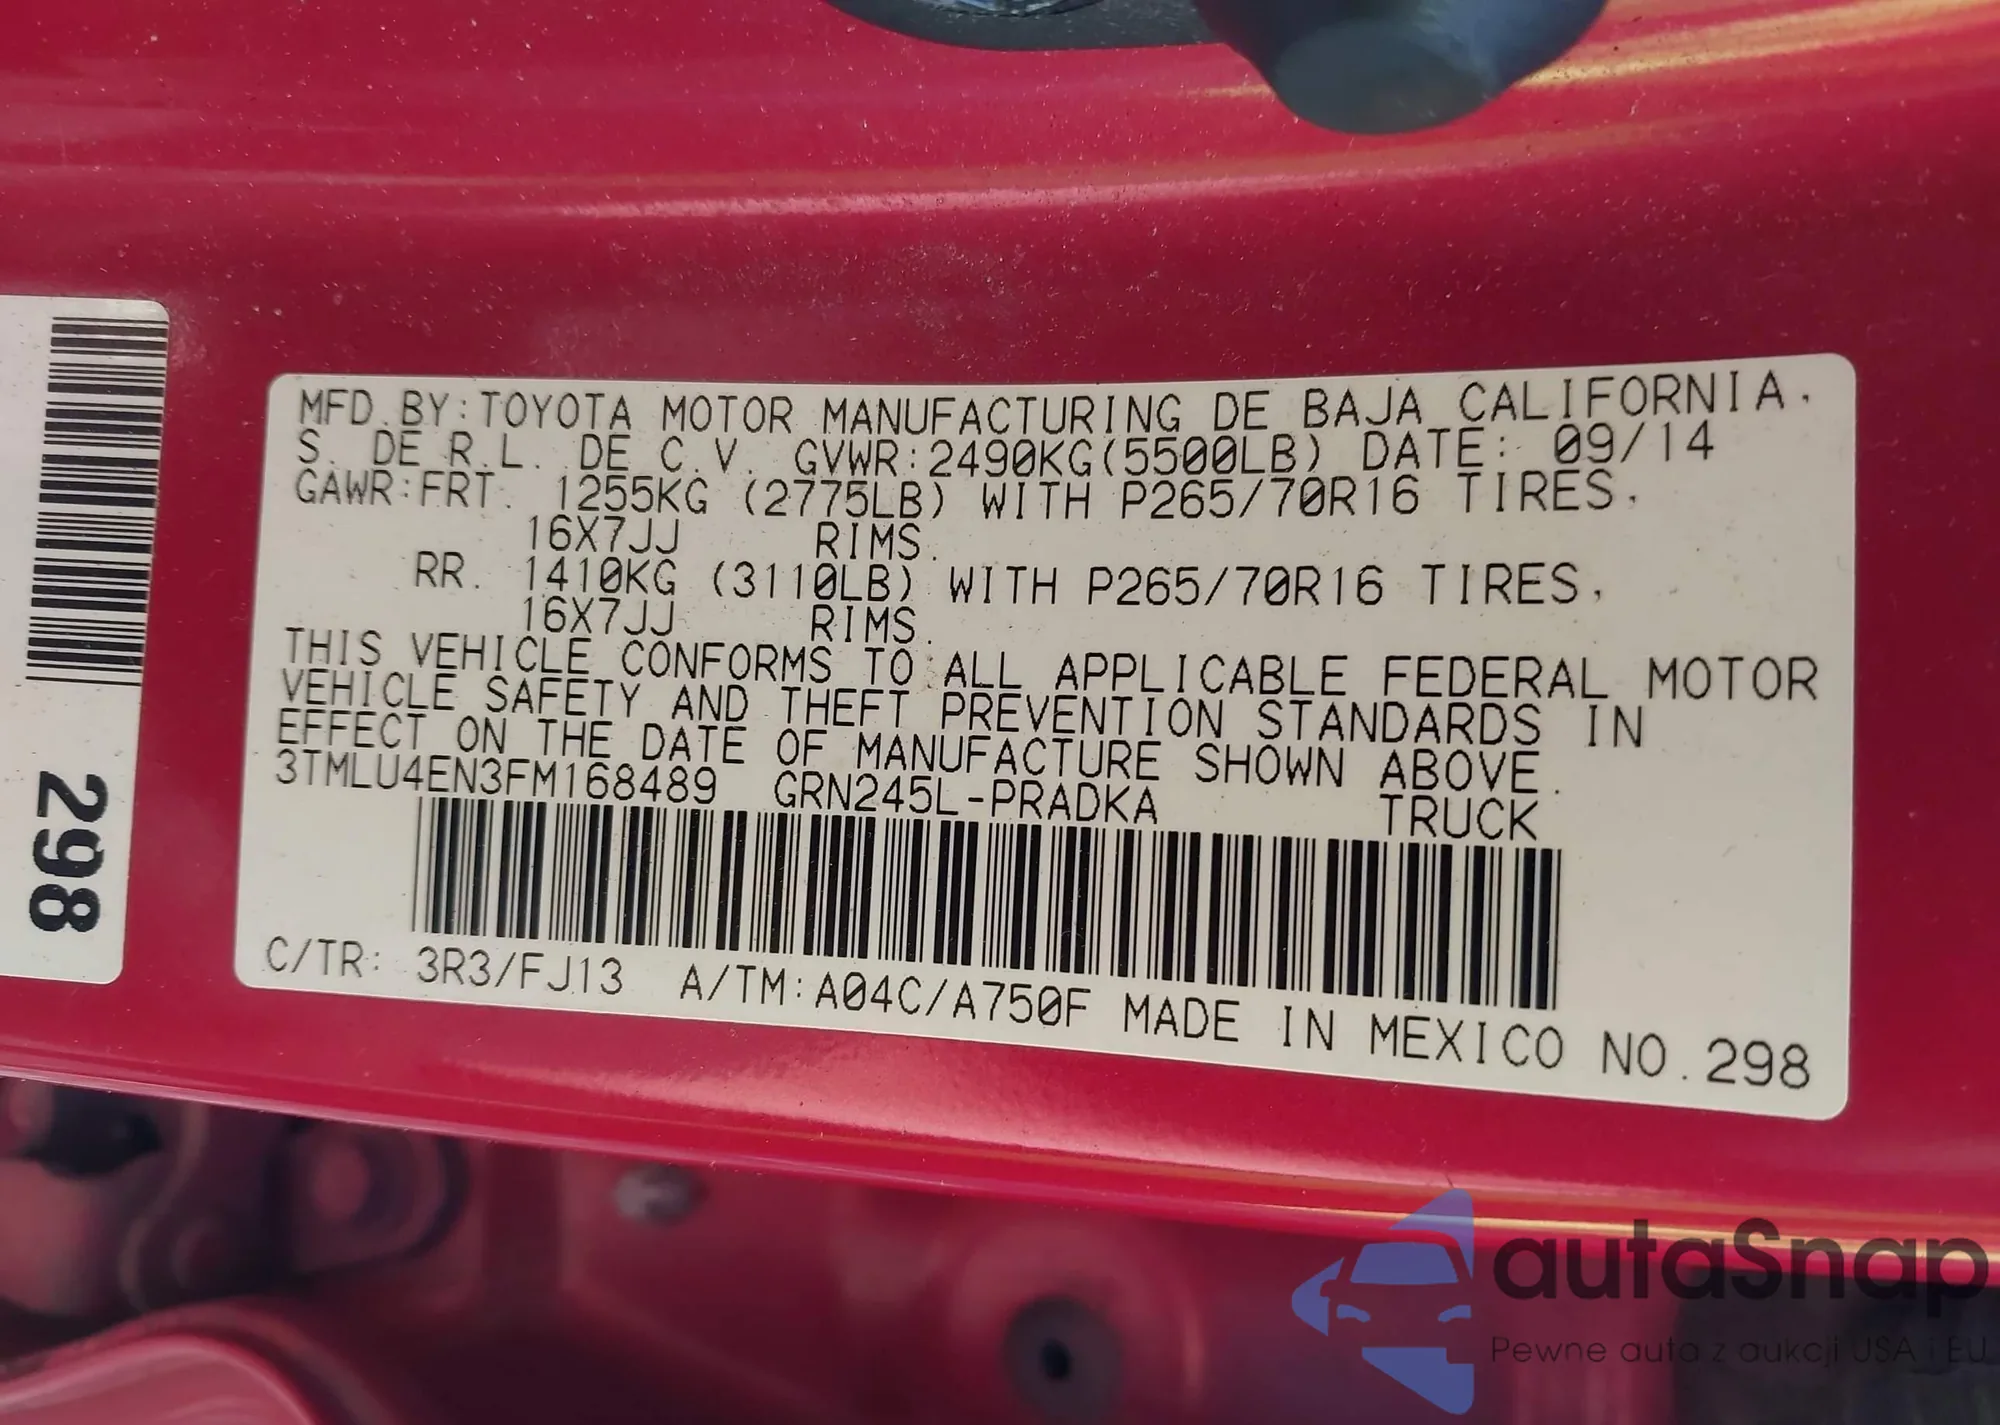 MFD.BY:TOYOTA MOTOR MANUFACTURING DE BAJA CALIFORNIA.
S. DE R.L. DE C.V. GVWR:2490KG(5500LB) DATE: 09/14
GAWR:FRT. 1255KG (2775LB) WITH P265/70R16 TIRES,
16X7JJ RIMS.
RR. 1410KG (3110LB) WITH P265/70R16 TIRES,
16X7JJ RIMS.
THIS VEHICLE CONFORMS TO ALL APPLICABLE FEDERAL MOTOR
VEHICLE SAFETY AND THEFT PREVENTION STANDARDS IN
EFFECT ON THE DATE OF MANUFACTURE SHOWN ABOVE.
3TMLU4EN3FM168489 GRN245L-PRADKA TRUCK
C/TR: 3R3/FJ13 A/TM:A04C/A750F MADE IN MEXICO NO.298
298
autaSnap
Pewne auta z aukcji USA i EU